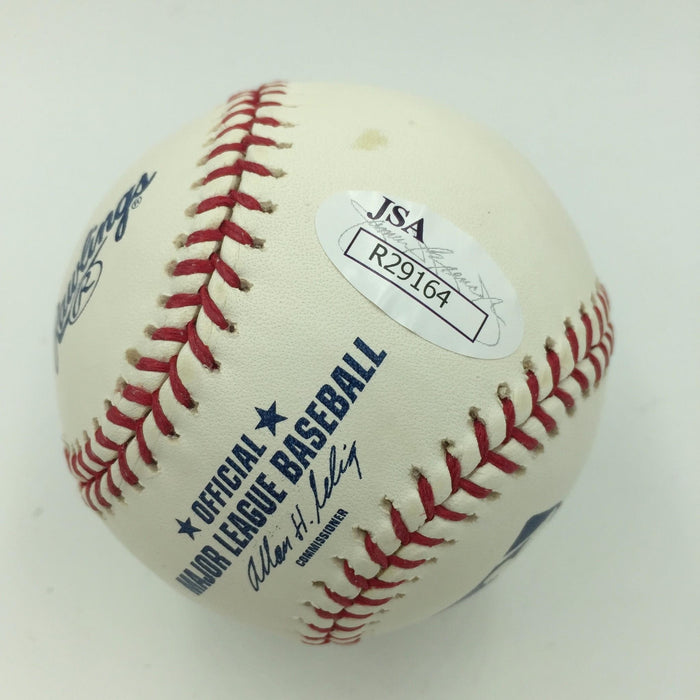 Rawlings
®
R
JSA
R29164
★ OFFICIAL ★
MAJOR LEAGUE BASEBALL
Allan H. Selig
COMMISSIONER